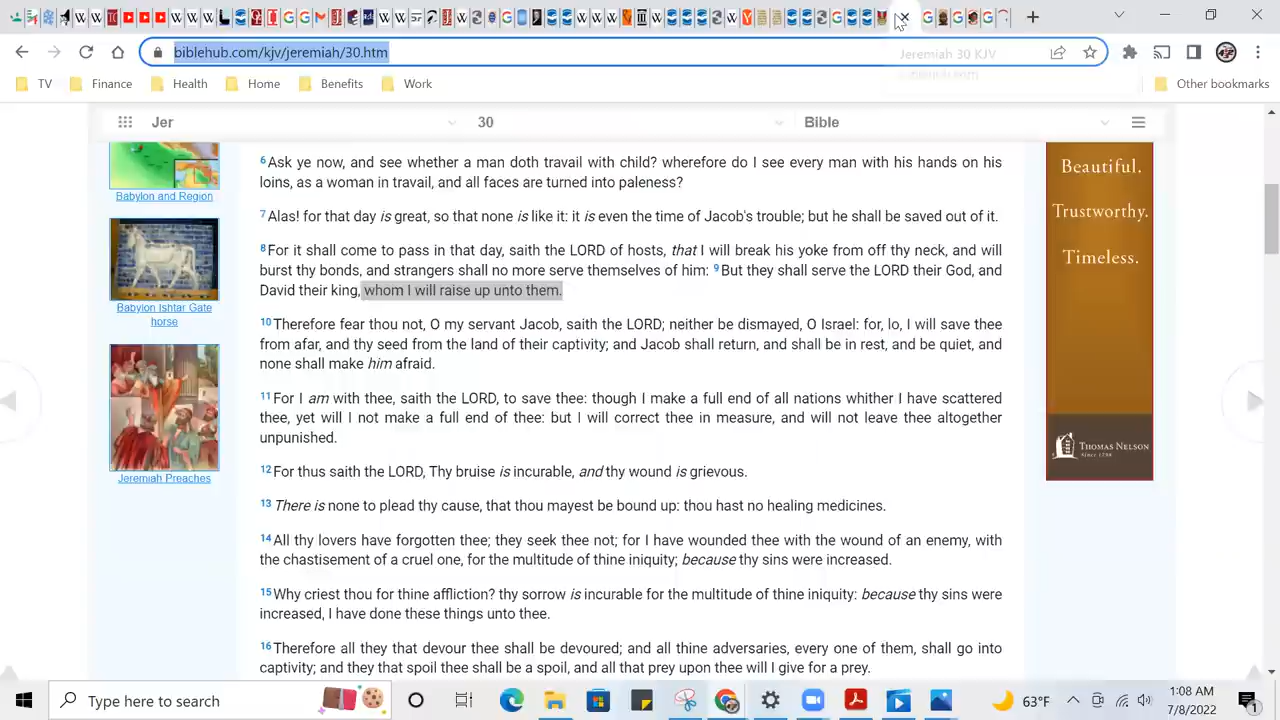 biblehub.com/kjv/jeremiah/30.htm
Jeremiah 30 KJV
biblehub.com
TV Finance Health Home Benefits Work Other bookmarks
Jer 30 Bible
Babylon and Region
Babylon Ishtar Gate
horse
Jeremiah Preaches
6Ask ye now, and see whether a man doth travail with child? wherefore do I see every man with his hands on his
loins, as a woman in travail, and all faces are turned into paleness?
7Alas! for that day is great, so that none is like it: it is even the time of Jacob's trouble; but he shall be saved out of it.
8For it shall come to pass in that day, saith the LORD of hosts, that I will break his yoke from off thy neck, and will
burst thy bonds, and strangers shall no more serve themselves of him: 9But they shall serve the LORD their God, and
David their king, whom I will raise up unto them.
10Therefore fear thou not, O my servant Jacob, saith the LORD; neither be dismayed, O Israel: for, lo, I will save thee
from afar, and thy seed from the land of their captivity; and Jacob shall return, and shall be in rest, and be quiet, and
none shall make him afraid.
11For I am with thee, saith the LORD, to save thee: though I make a full end of all nations whither I have scattered
thee, yet will I not make a full end of thee: but I will correct thee in measure, and will not leave thee altogether
unpunished.
12For thus saith the LORD, Thy bruise is incurable, and thy wound is grievous.
13There is none to plead thy cause, that thou mayest be bound up: thou hast no healing medicines.
14All thy lovers have forgotten thee; they seek thee not; for I have wounded thee with the wound of an enemy, with
the chastisement of a cruel one, for the multitude of thine iniquity; because thy sins were increased.
15Why criest thou for thine affliction? thy sorrow is incurable for the multitude of thine iniquity: because thy sins were
increased, I have done these things unto thee.
16Therefore all they that devour thee shall be devoured; and all thine adversaries, every one of them, shall go into
captivity; and they that spoil thee shall be a spoil, and all that prey upon thee will I give for a prey.
Beautiful.
Trustworthy.
Timeless.
THOMAS NELSON
Since 1798
Type here to search
63°F
1:08 AM
7/8/2022
1